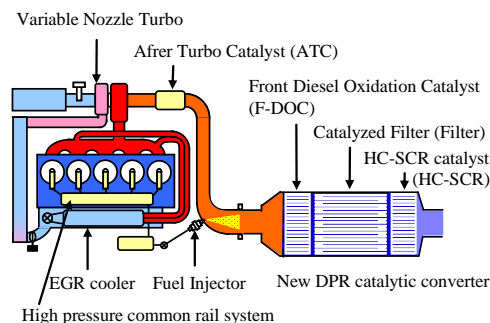 Variable Nozzle Turbo
Afrer Turbo Catalyst (ATC)
Front Diesel Oxidation Catalyst
(F-DOC)
Catalyzed Filter (Filter)
HC-SCR catalyst
(HC-SCR)
EGR cooler
Fuel Injector
New DPR catalytic converter
High pressure common rail system